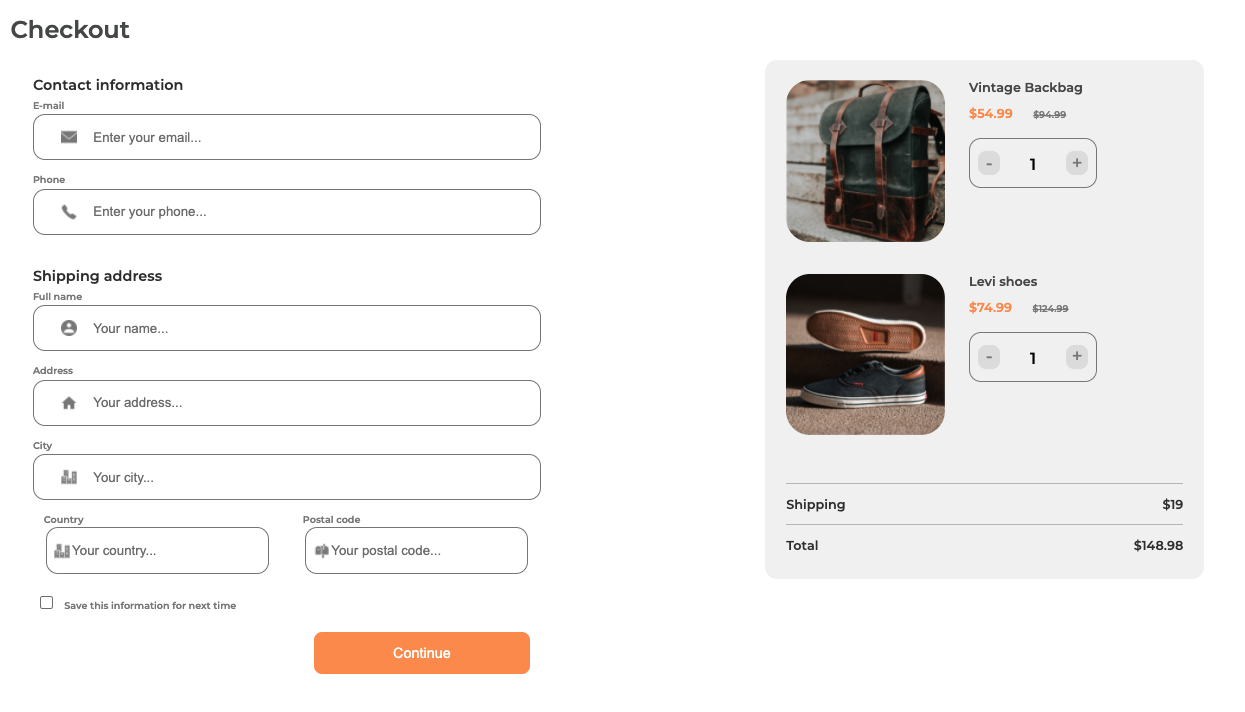 Checkout
Contact information
E-mail
Enter your email...
Phone
Enter your phone...
Shipping address
Full name
Your name...
Address
Your address...
City
Your city...
Country
Your country...
Postal code
Your postal code...
Save this information for next time
Continue
Vintage Backbag
$54.99 $94.99
- 1 +
Levi shoes
$74.99 $124.99
- 1 +
Shipping $19
Total $148.98